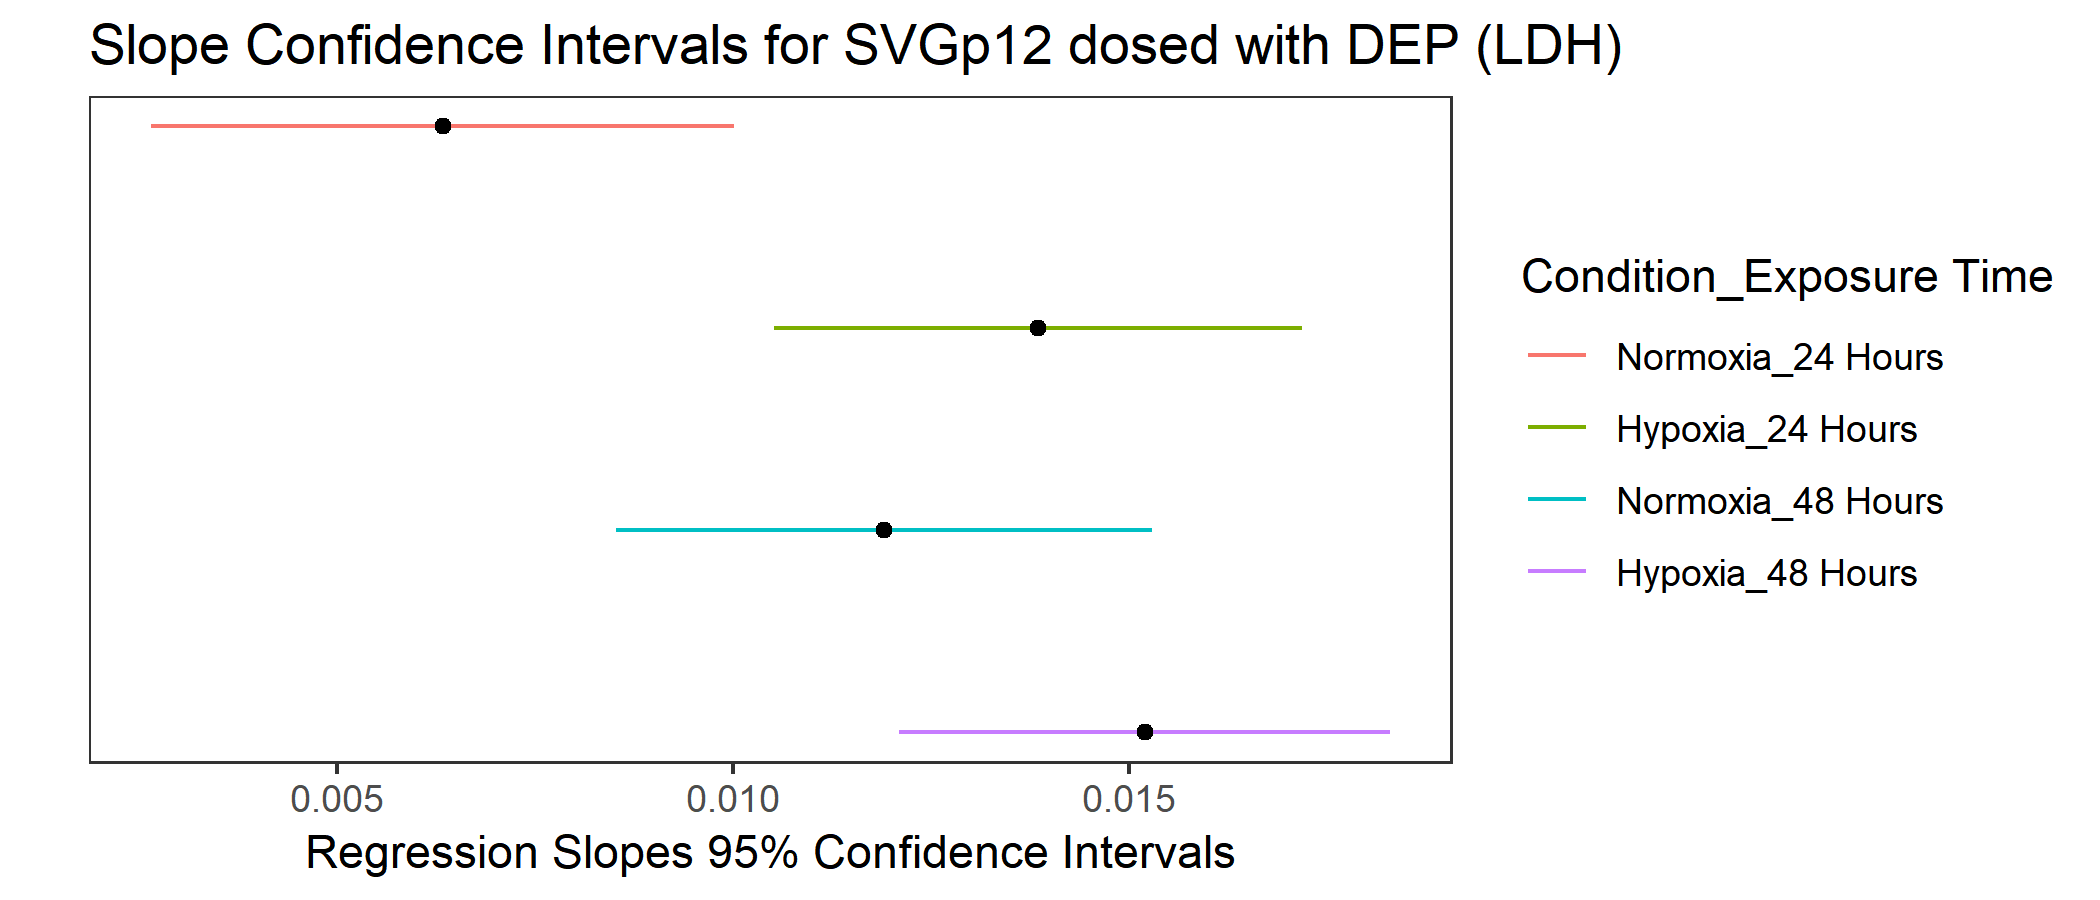 Slope Confidence Intervals for SVGp12 dosed with DEP (LDH)
Condition_Exposure Time
Normoxia_24 Hours
Hypoxia_24 Hours
Normoxia_48 Hours
Hypoxia_48 Hours
0.005 0.010 0.015
Regression Slopes 95% Confidence Intervals